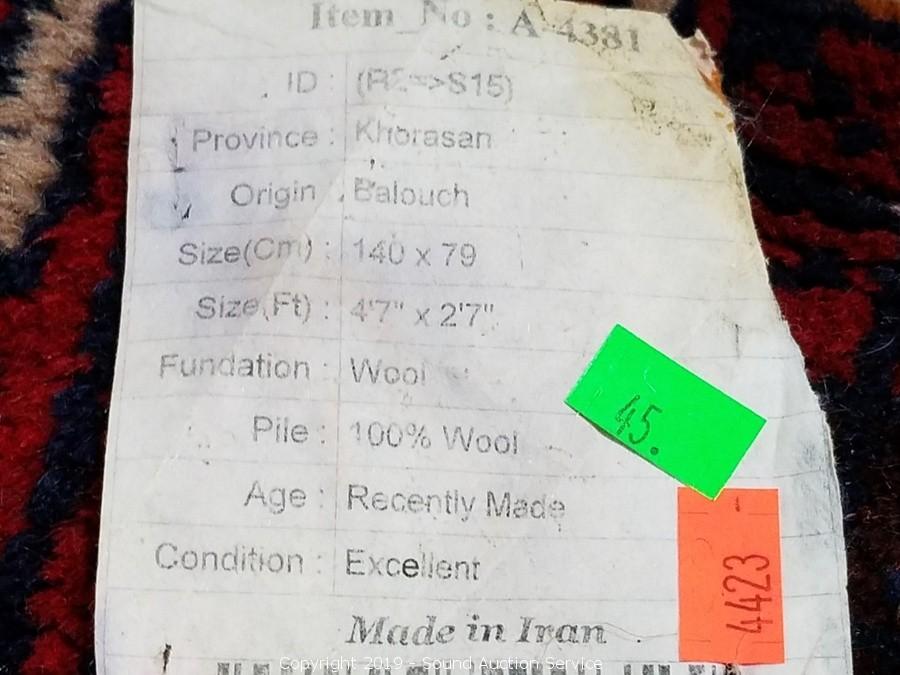 Item_No : A-4381
ID : (R2=>S15)
Province : Khorasan
Origin : Balouch
Size(Cm) : 140 x 79
Size(Ft) : 4'7" x 2'7"
Fundation : Wool
Pile : 100% Wool
45.
Age : Recently Made
Condition : Excellent
4423
Made in Iran
Copyright 2019 - Sound Auction Service